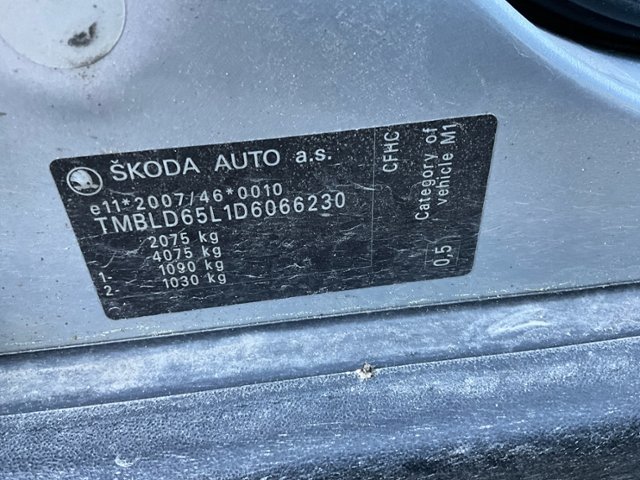 ŠKODA AUTO a.s.
e11*2007/46*0010
TMBLD65L1D6066230
2075 kg
4075 kg
1- 1090 kg
2- 1030 kg
CFHC
Category of
vehicle M1
0,5